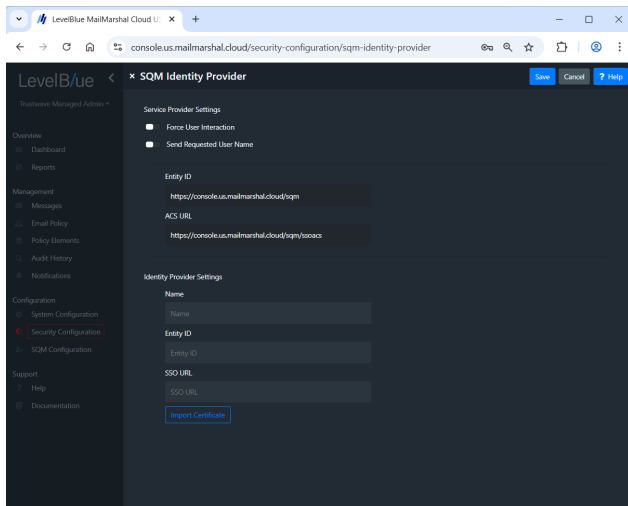 LevelBlue MailMarshal Cloud U
console.us.mailmarshal.cloud/security-configuration/sqm-identity-provider
LevelBlue
SQM Identity Provider
Save
Cancel
? Help
Trustwave Managed Admin
Service Provider Settings
Force User Interaction
Send Requested User Name
Entity ID
https://console.us.mailmarshal.cloud/sqm
ACS URL
https://console.us.mailmarshal.cloud/sqm/ssoacs
Identity Provider Settings
Name
Name
Entity ID
Entity ID
SSO URL
SSO URL
Import Certificate
Overview
Dashboard
Reports
Management
Messages
Email Policy
Policy Elements
Audit History
Notifications
Configuration
System Configuration
Security Configuration
SQM Configuration
Support
Help
Documentation